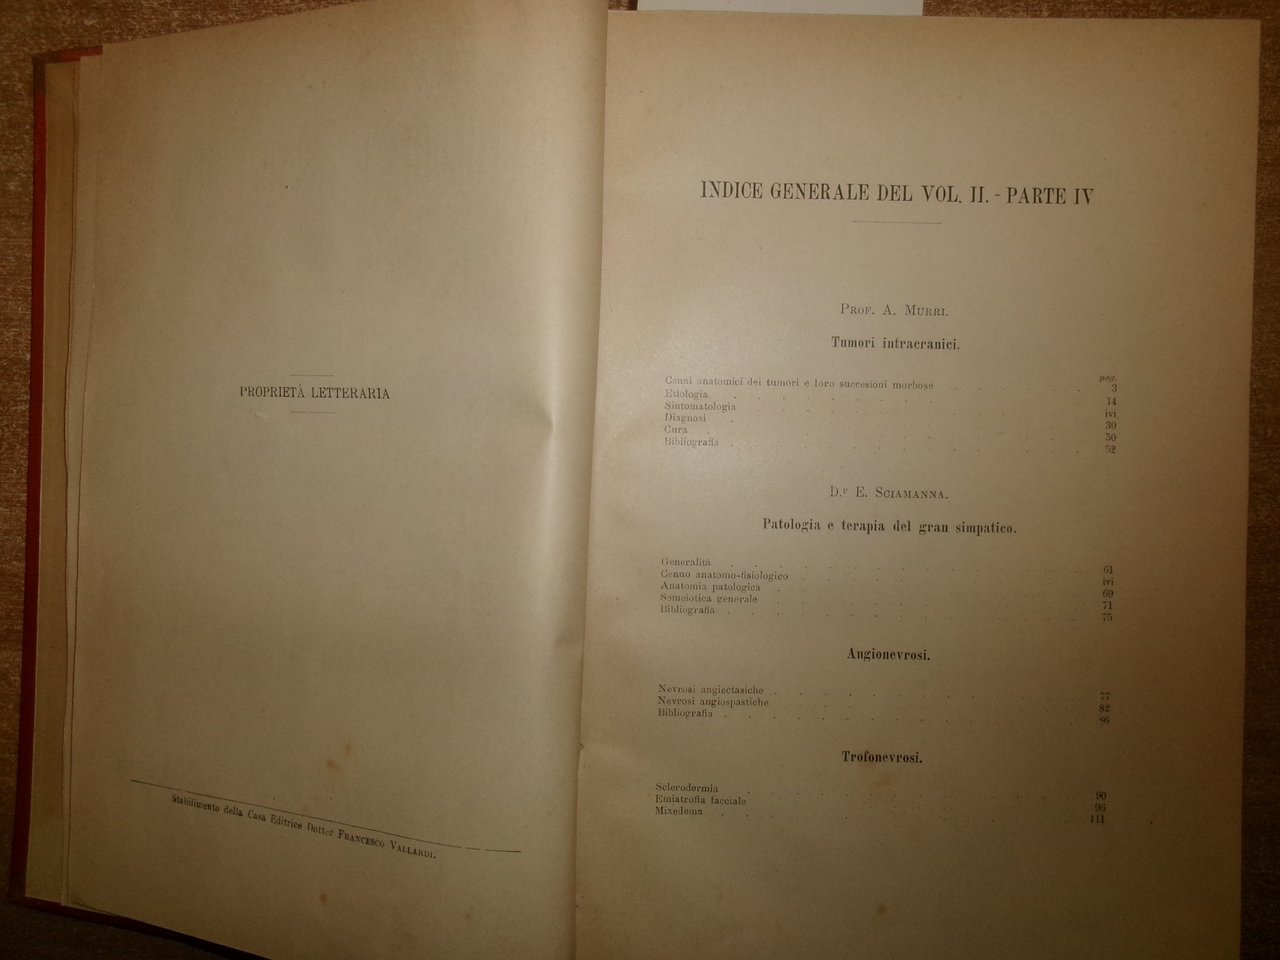 PROPRIETÀ LETTERARIA
Stabilimento della Casa Editrice Dottor FRANCESCO VALLARDI.
INDICE GENERALE DEL VOL. II. - PARTE IV
PROF. A. MURRI.
Tumori intracranici.
pag.
Cenni anatomici dei tumori e loro succesioni morbose 3
Etiologia 14
Sintomatologia ivi
Diagnosi 30
Cura 50
Bibliografia 52
D.r E. SCIAMANNA.
Patologia e terapia del gran simpatico.
Generalità 61
Cenno anatomo-fisiologico ivi
Anatomia patologica 69
Semeiotica generale 71
Bibliografia 75
Angionevrosi.
Nevrosi angiectasiche 77
Nevrosi angiospastiche 82
Bibliografia 86
Trofonevrosi.
Sclerodermia 90
Emiatrofia facciale 96
Mixedema 111